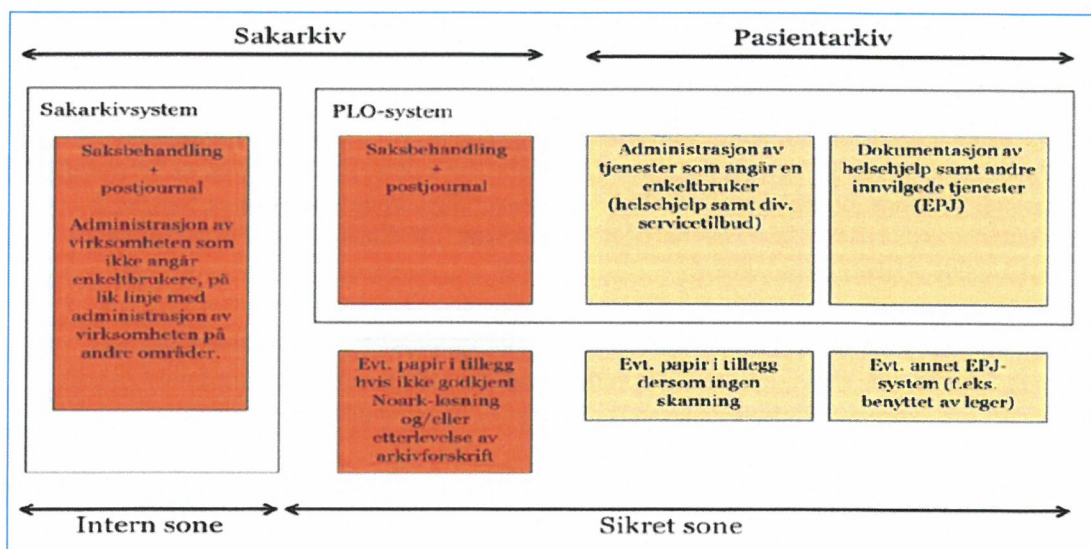 Sakarkiv
Pasientarkiv
Sakarkivsystem
Saksbehandling
+
postjournal
Administrasjon av
virksomheten som
ikke angår
enkeltbrukere, på
lik linje med
administrasjon av
virksomheten på
andre områder.
PLO-system
Saksbehandling
+
postjournal
Administrasjon av
tjenester som angår en
enkeltbruker
(helsehjelp samt div.
servicetilbud)
Dokumentasjon av
helsehjelp samt andre
innvilgede tjenester
(EPJ)
Evt. papir i tillegg
hvis ikke godkjent
Noark-løsning
og/eller
etterlevelse av
arkivforskrift
Evt. papir i tillegg
dersom ingen
skanning
Evt. annet EPJ-
system (f.eks.
benyttet av leger)
Intern sone
Sikret sone